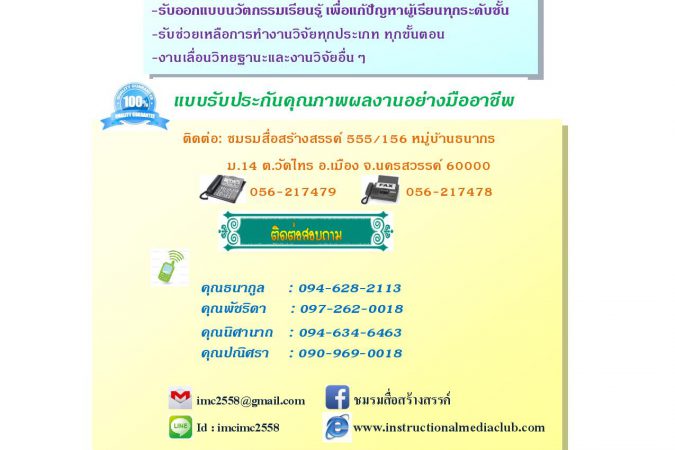 -รับออกแบบนวัตกรรมเรียนรู้ เพื่อแก้ปัญหาผู้เรียนทุกระดับชั้น
-รับช่วยเหลือการทำงานวิจัยทุกประเภท ทุกขั้นตอน
-งานเลื่อนวิทยฐานะและงานวิจัยอื่น ๆ
100%
แบบรับประกันคุณภาพผลงานอย่างมืออาชีพ
ติดต่อ: ชมรมสื่อสร้างสรรค์ 555/156 หมู่บ้านธนากร
ม.14 ต.วัดไทร อ.เมือง จ.นครสวรรค์ 60000
056-217479 FAX 056-217478
ติดต่อสอบถาม
คุณธนากูล : 094-628-2113
คุณพัชริดา : 097-262-0018
คุณนิศานาถ : 094-634-6463
คุณปณิศรา : 090-969-0018
imc2558@gmail.com ชมรมสื่อสร้างสรรค์
LINE Id : imcimc2558 www.instructionalmediaclub.com